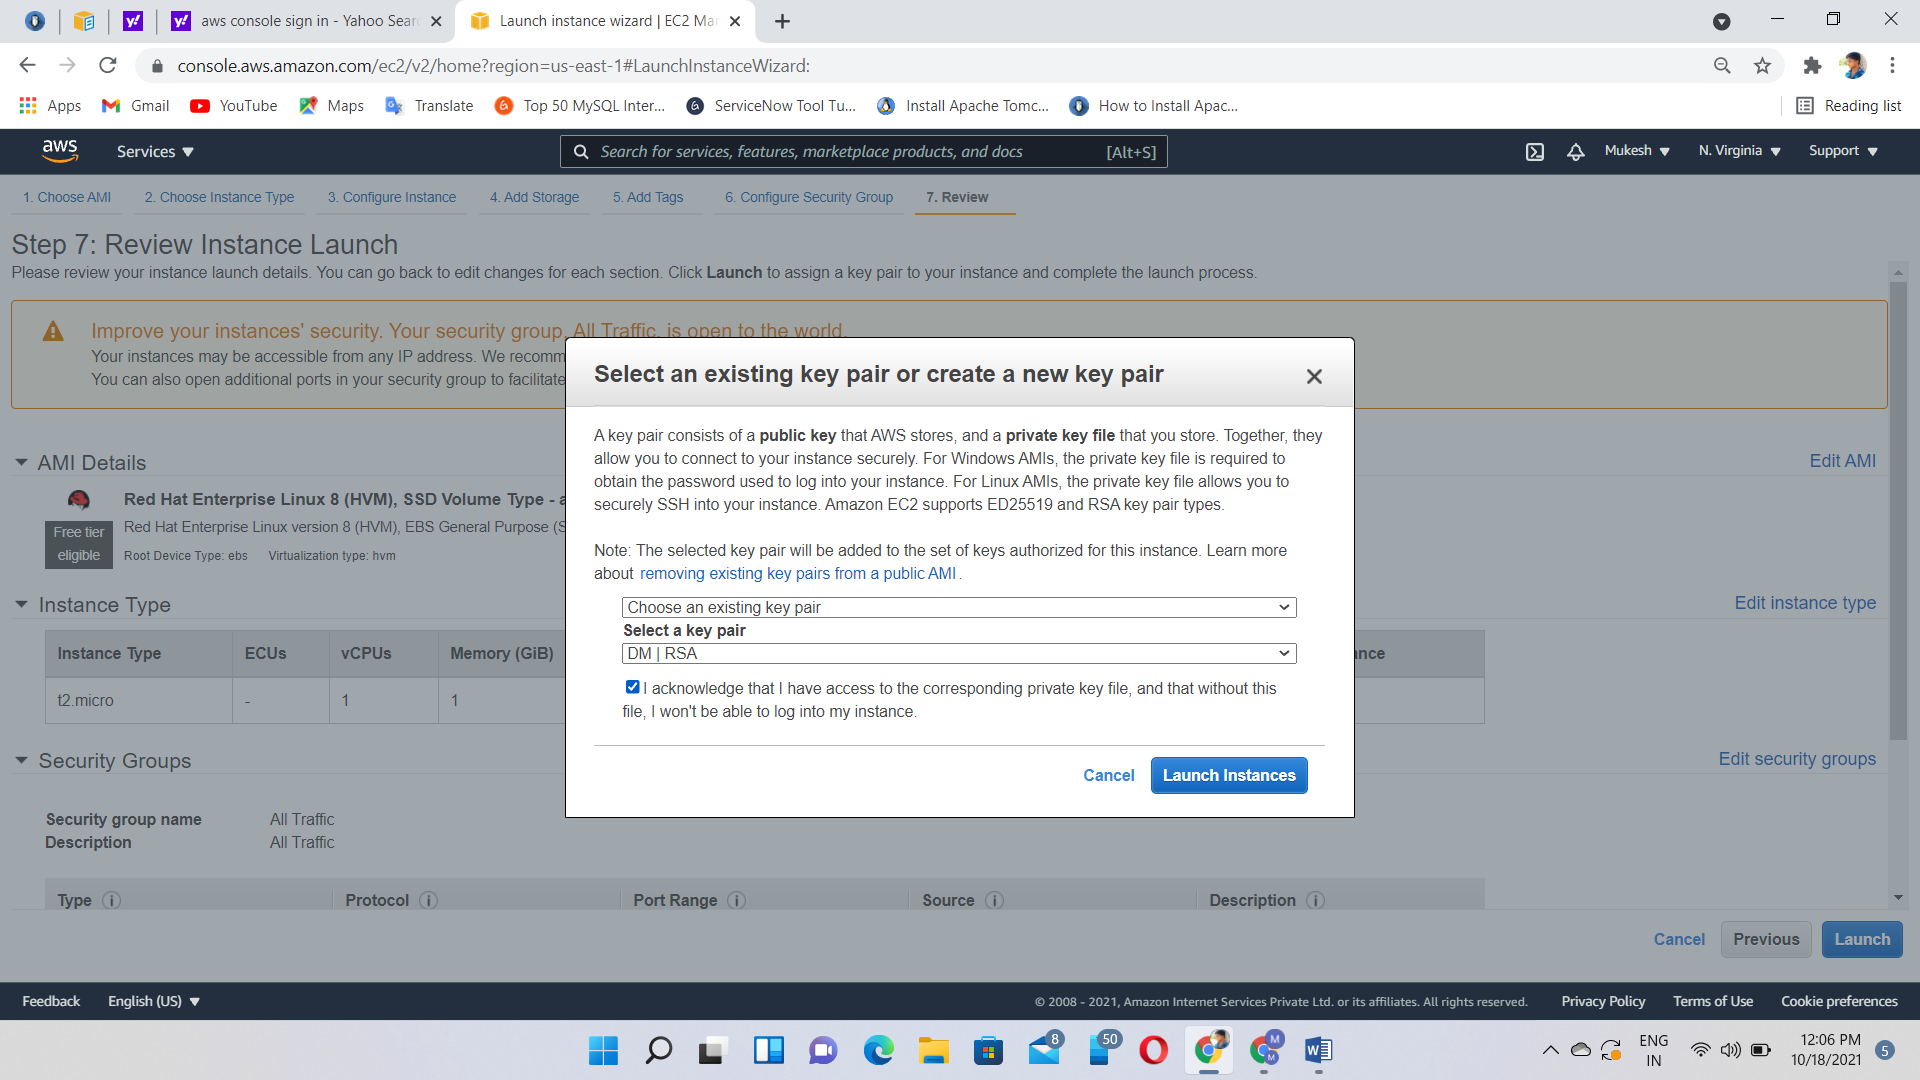 aws console sign in - Yahoo Sear
Launch instance wizard | EC2 Ma
console.aws.amazon.com/ec2/v2/home?region=us-east-1#LaunchInstanceWizard:
Apps
Gmail
YouTube
Maps
Translate
Top 50 MySQL Inter...
ServiceNow Tool Tu...
Install Apache Tomc...
How to Install Apac...
Reading list
aws
Services
Search for services, features, marketplace products, and docs
[Alt+S]
Mukesh
N. Virginia
Support
1. Choose AMI
2. Choose Instance Type
3. Configure Instance
4. Add Storage
5. Add Tags
6. Configure Security Group
7. Review
Step 7: Review Instance Launch
Please review your instance launch details. You can go back to edit changes for each section. Click Launch to assign a key pair to your instance and complete the launch process.
Improve your instances' security. Your security group, All Traffic, is open to the world.
Your instances may be accessible from any IP address. We recomm
You can also open additional ports in your security group to facilitate
Select an existing key pair or create a new key pair
A key pair consists of a public key that AWS stores, and a private key file that you store. Together, they
allow you to connect to your instance securely. For Windows AMIs, the private key file is required to
obtain the password used to log into your instance. For Linux AMIs, the private key file allows you to
securely SSH into your instance. Amazon EC2 supports ED25519 and RSA key pair types.
Note: The selected key pair will be added to the set of keys authorized for this instance. Learn more
about removing existing key pairs from a public AMI.
Choose an existing key pair
Select a key pair
DM | RSA
I acknowledge that I have access to the corresponding private key file, and that without this
file, I won't be able to log into my instance.
Cancel
Launch Instances
AMI Details
Edit AMI
Red Hat Enterprise Linux 8 (HVM), SSD Volume Type - a
Free tier
eligible
Red Hat Enterprise Linux version 8 (HVM), EBS General Purpose (S
Root Device Type: ebs
Virtualization type: hvm
Instance Type
Edit instance type
Instance Type
ECUs
vCPUs
Memory (GiB)
nce
t2.micro
-
1
1
Security Groups
Edit security groups
Security group name
All Traffic
Description
All Traffic
Type
Protocol
Port Range
Source
Description
Cancel
Previous
Launch
Feedback
English (US)
© 2008 - 2021, Amazon Internet Services Private Ltd. or its affiliates. All rights reserved.
Privacy Policy
Terms of Use
Cookie preferences
8
50
M
M
ENG
IN
12:06 PM
10/18/2021
5